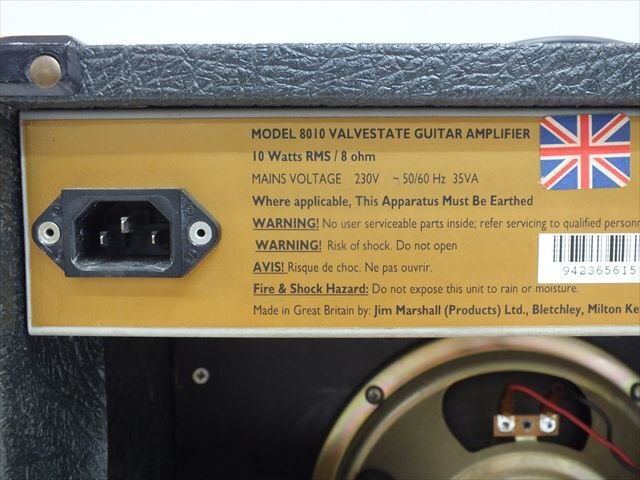 MODEL 8010 VALVESTATE GUITAR AMPLIFIER
10 Watts RMS / 8 ohm
MAINS VOLTAGE 230V ~ 50/60 Hz 35VA
Where applicable, This Apparatus Must Be Earthed
WARNING! No user serviceable parts inside; refer servicing to qualified personn
WARNING! Risk of shock. Do not open
AVIS! Risque de choc. Ne pas ouvrir.
942365615
Fire & Shock Hazard: Do not expose this unit to rain or moisture.
Made in Great Britain by: Jim Marshall (Products) Ltd., Bletchley, Milton Ke